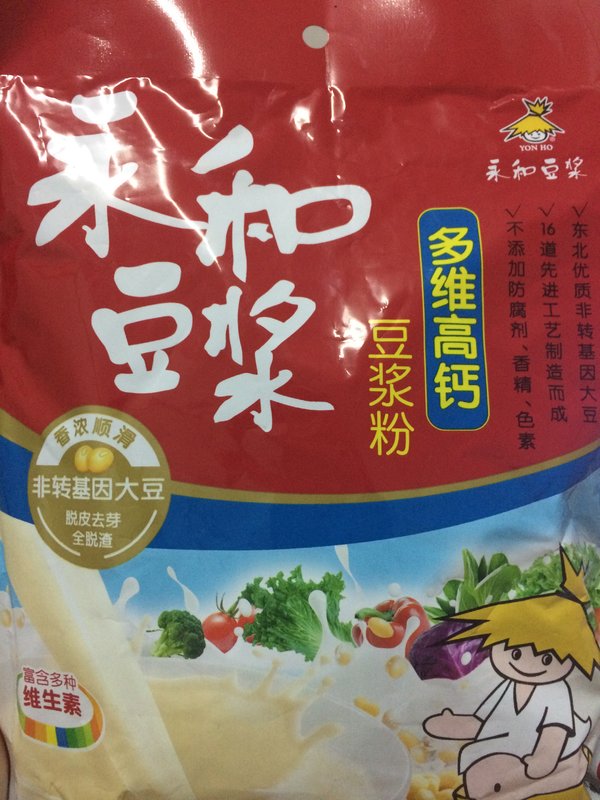 永和
豆浆
YON HO
永和豆浆
多维高钙
豆浆粉
√东北优质非转基因大豆
√16道先进工艺制造而成
√不添加防腐剂、香精、色素
香浓顺滑
非转基因大豆
脱皮去芽
全脱渣
富含多种
维生素